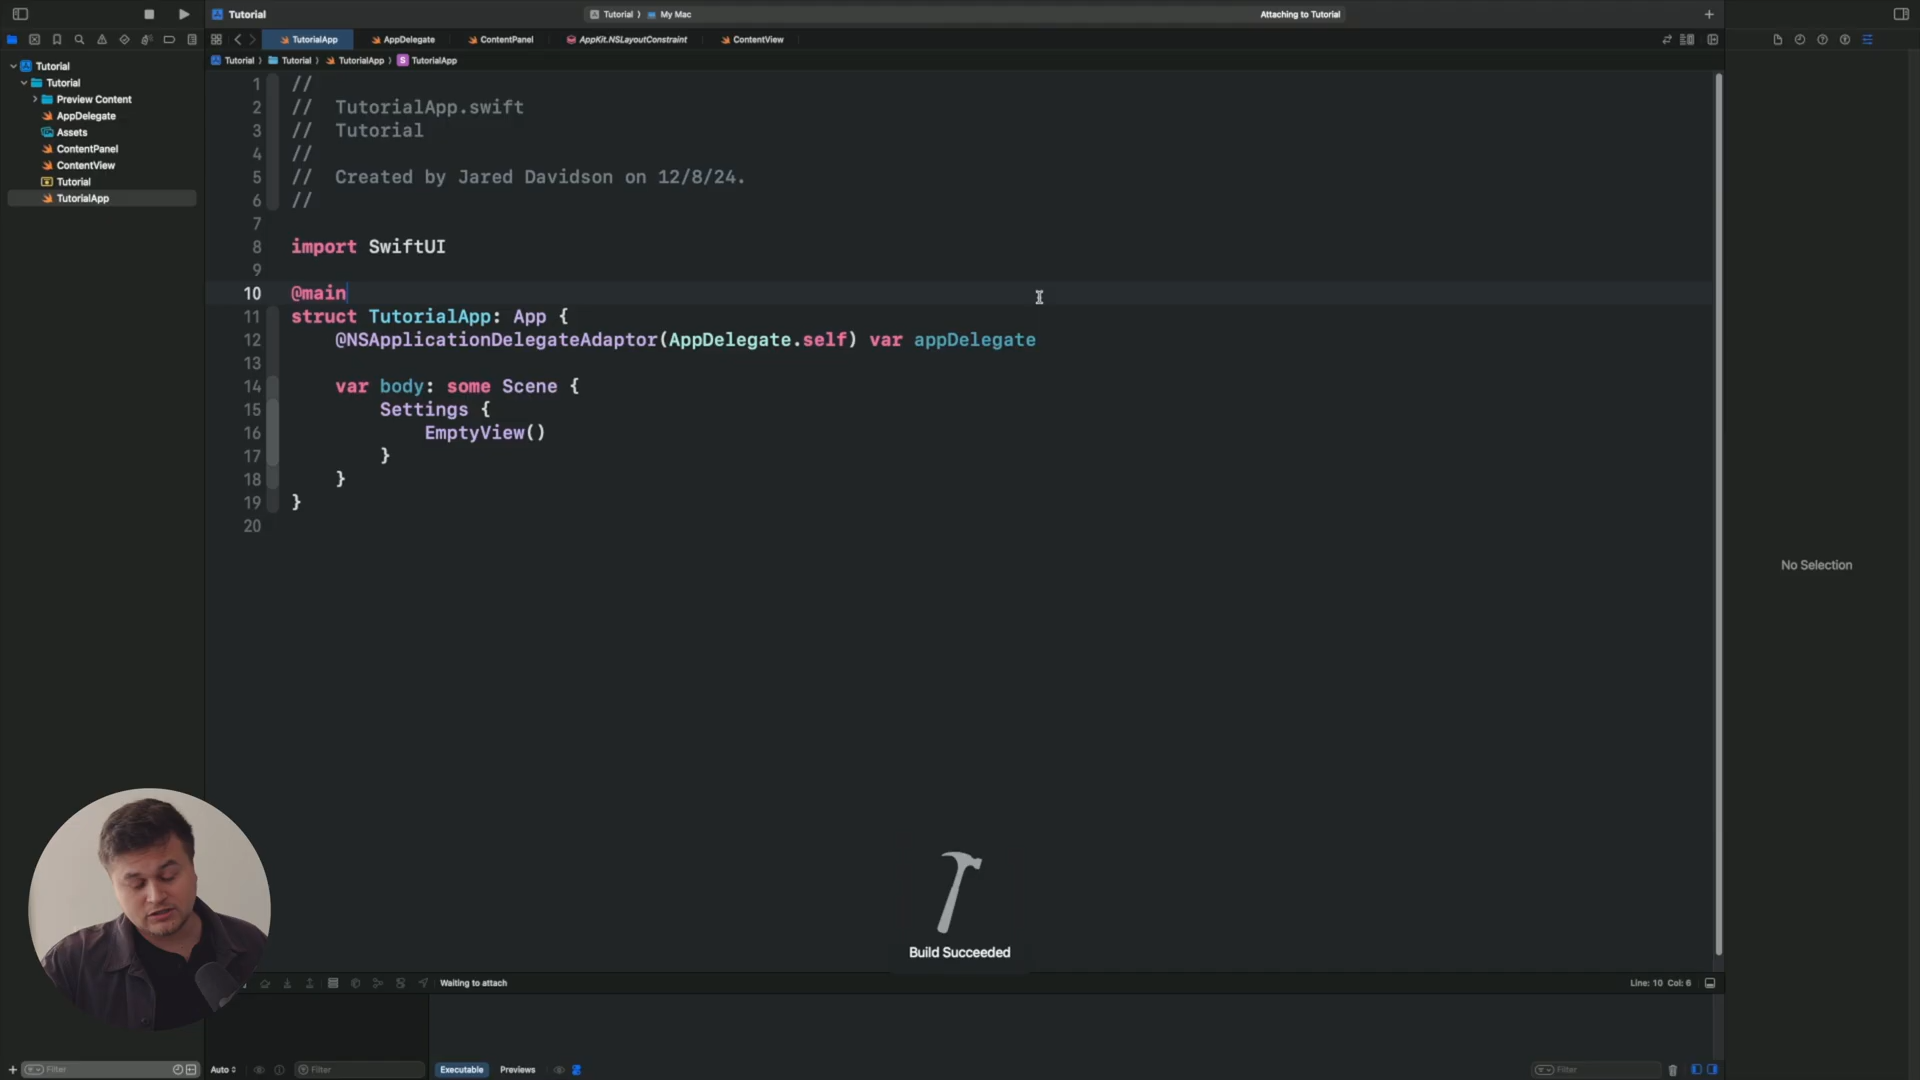 Tutorial
Tutorial 〉 My Mac
Attaching to Tutorial
TutorialApp
AppDelegate
ContentPanel
AppKit.NSLayoutConstraint
ContentView
Tutorial 〉 Tutorial 〉 TutorialApp 〉 S TutorialApp
Tutorial
Tutorial
Preview Content
AppDelegate
Assets
ContentPanel
ContentView
Tutorial
TutorialApp
1 //
2 //  TutorialApp.swift
3 //  Tutorial
4 //
5 //  Created by Jared Davidson on 12/8/24.
6 //
7
8 import SwiftUI
9
10 @main
11 struct TutorialApp: App {
12     @NSApplicationDelegateAdaptor(AppDelegate.self) var appDelegate
13
14     var body: some Scene {
15         Settings {
16             EmptyView()
17         }
18     }
19 }
20
No Selection
Build Succeeded
Waiting to attach
Line: 10 Col: 6
Filter
Auto
Filter
Executable
Previews
Filter